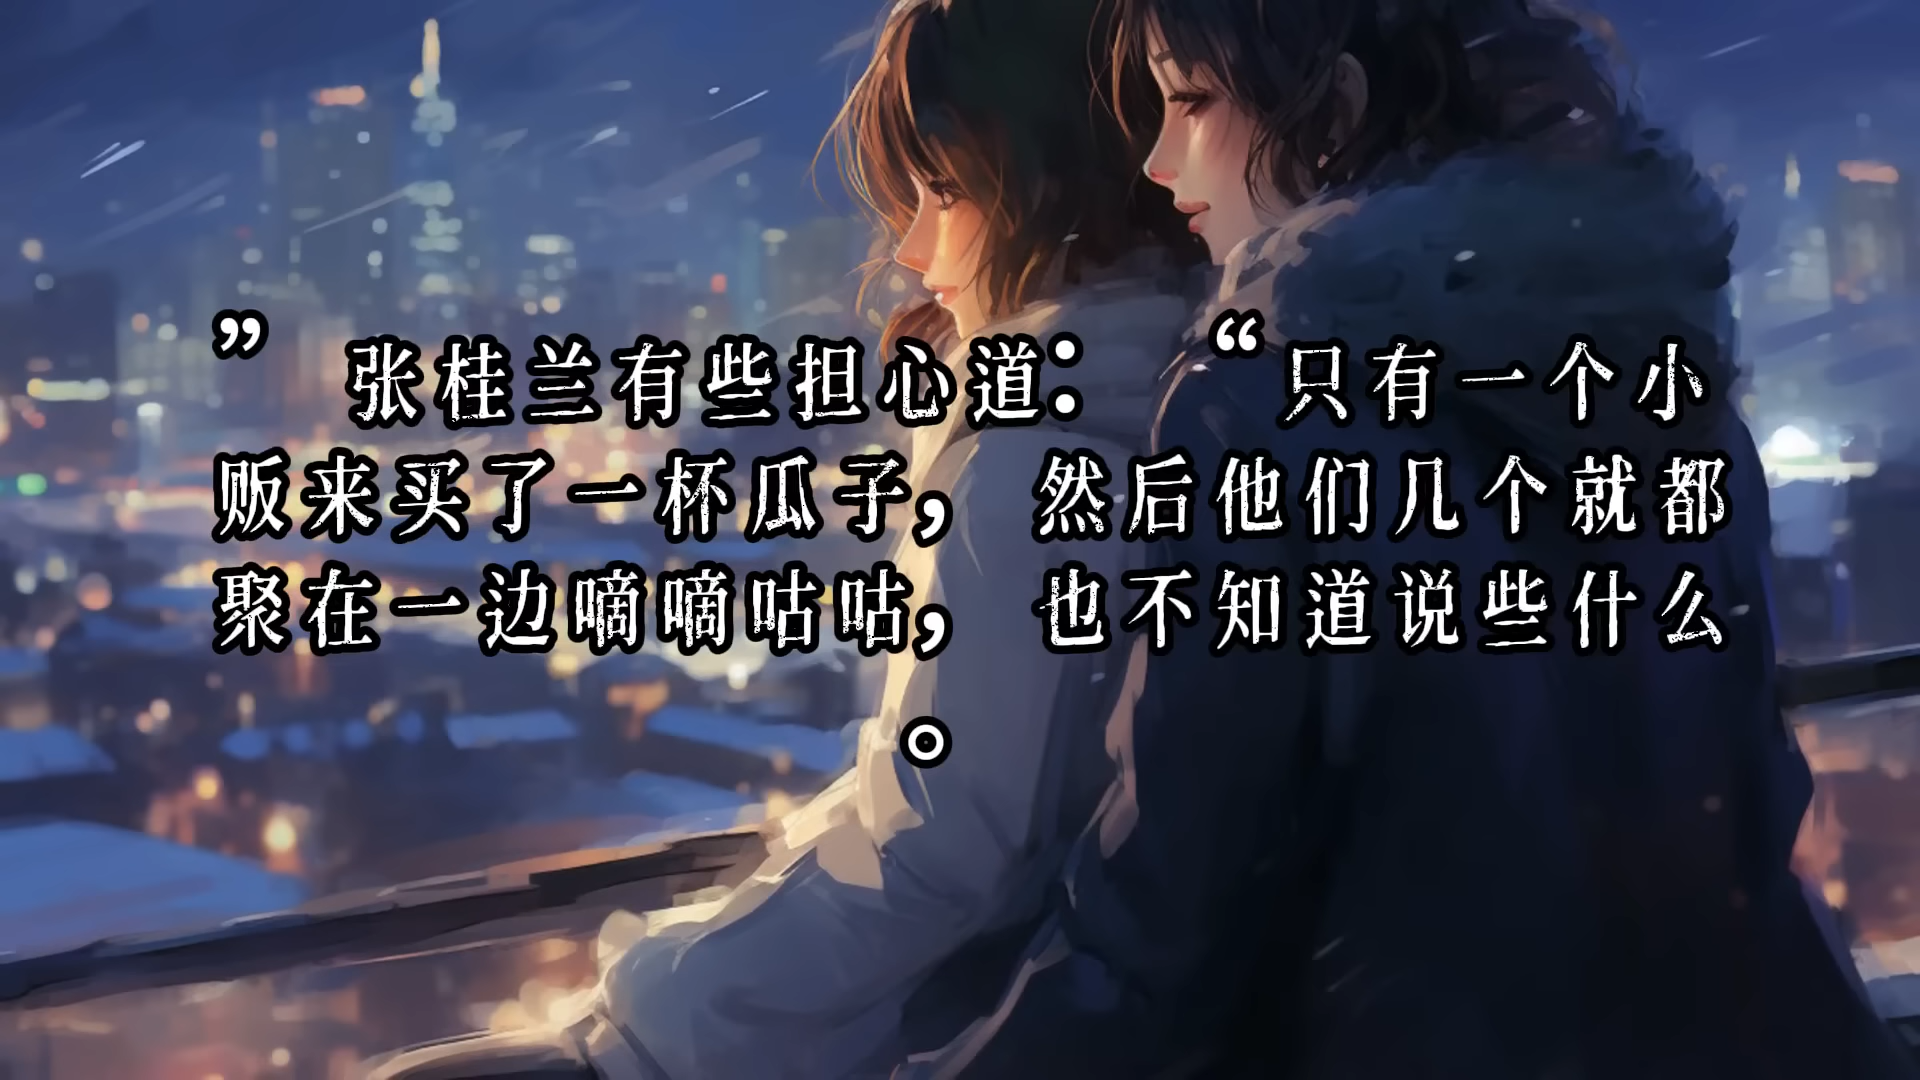 ” 张桂兰有些担心道：“只有一个小
贩来买了一杯瓜子，然后他们几个就都
聚在一边嘀嘀咕咕，也不知道说些什么
。